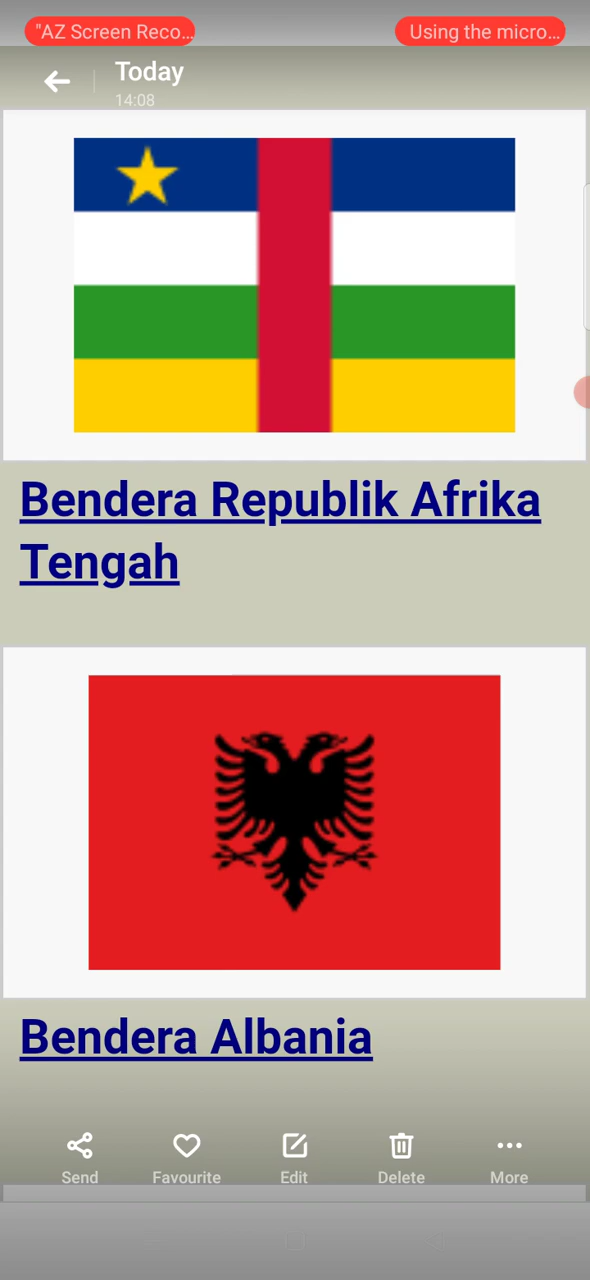 "AZ Screen Reco... Using the micro...
Today
14:08
Bendera Republik Afrika
Tengah
Bendera Albania
Send Favourite Edit Delete More